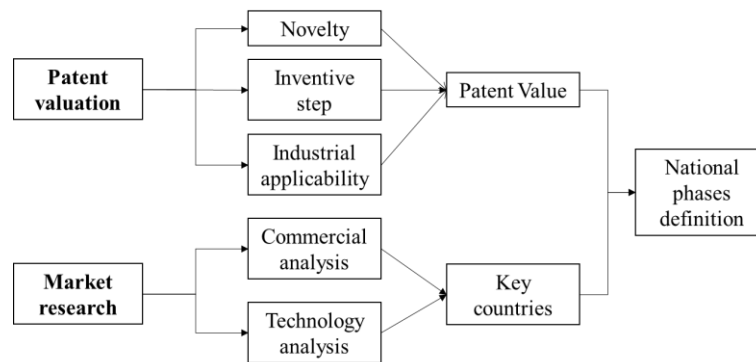 Patent
valuation
Novelty
Inventive
step
Industrial
applicability
Patent Value
Market
research
Commercial
analysis
Technology
analysis
Key
countries
National
phases
definition